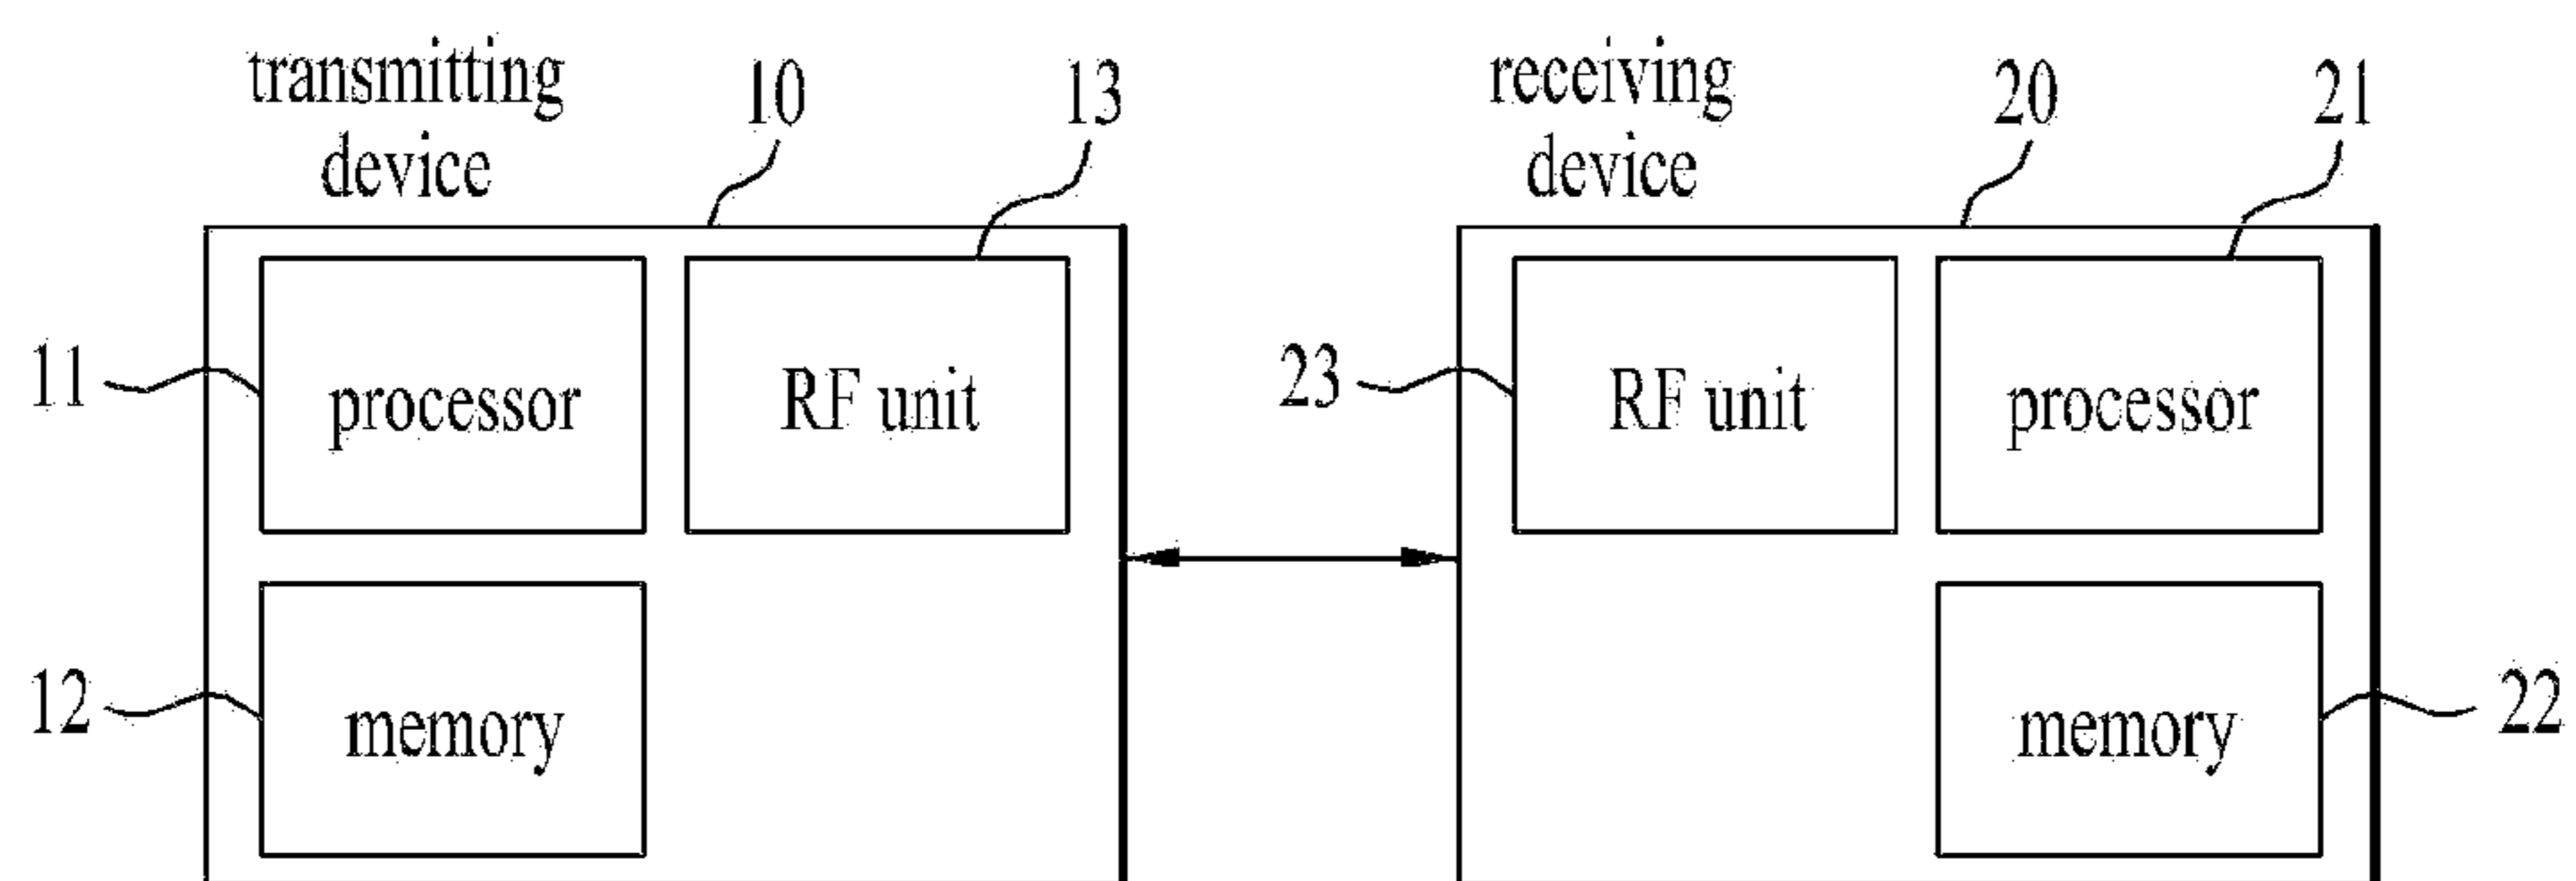 transmitting
device
10
13
receiving
device
20
21
11
processor
RF unit
23
RF unit
processor
12
memory
memory
22